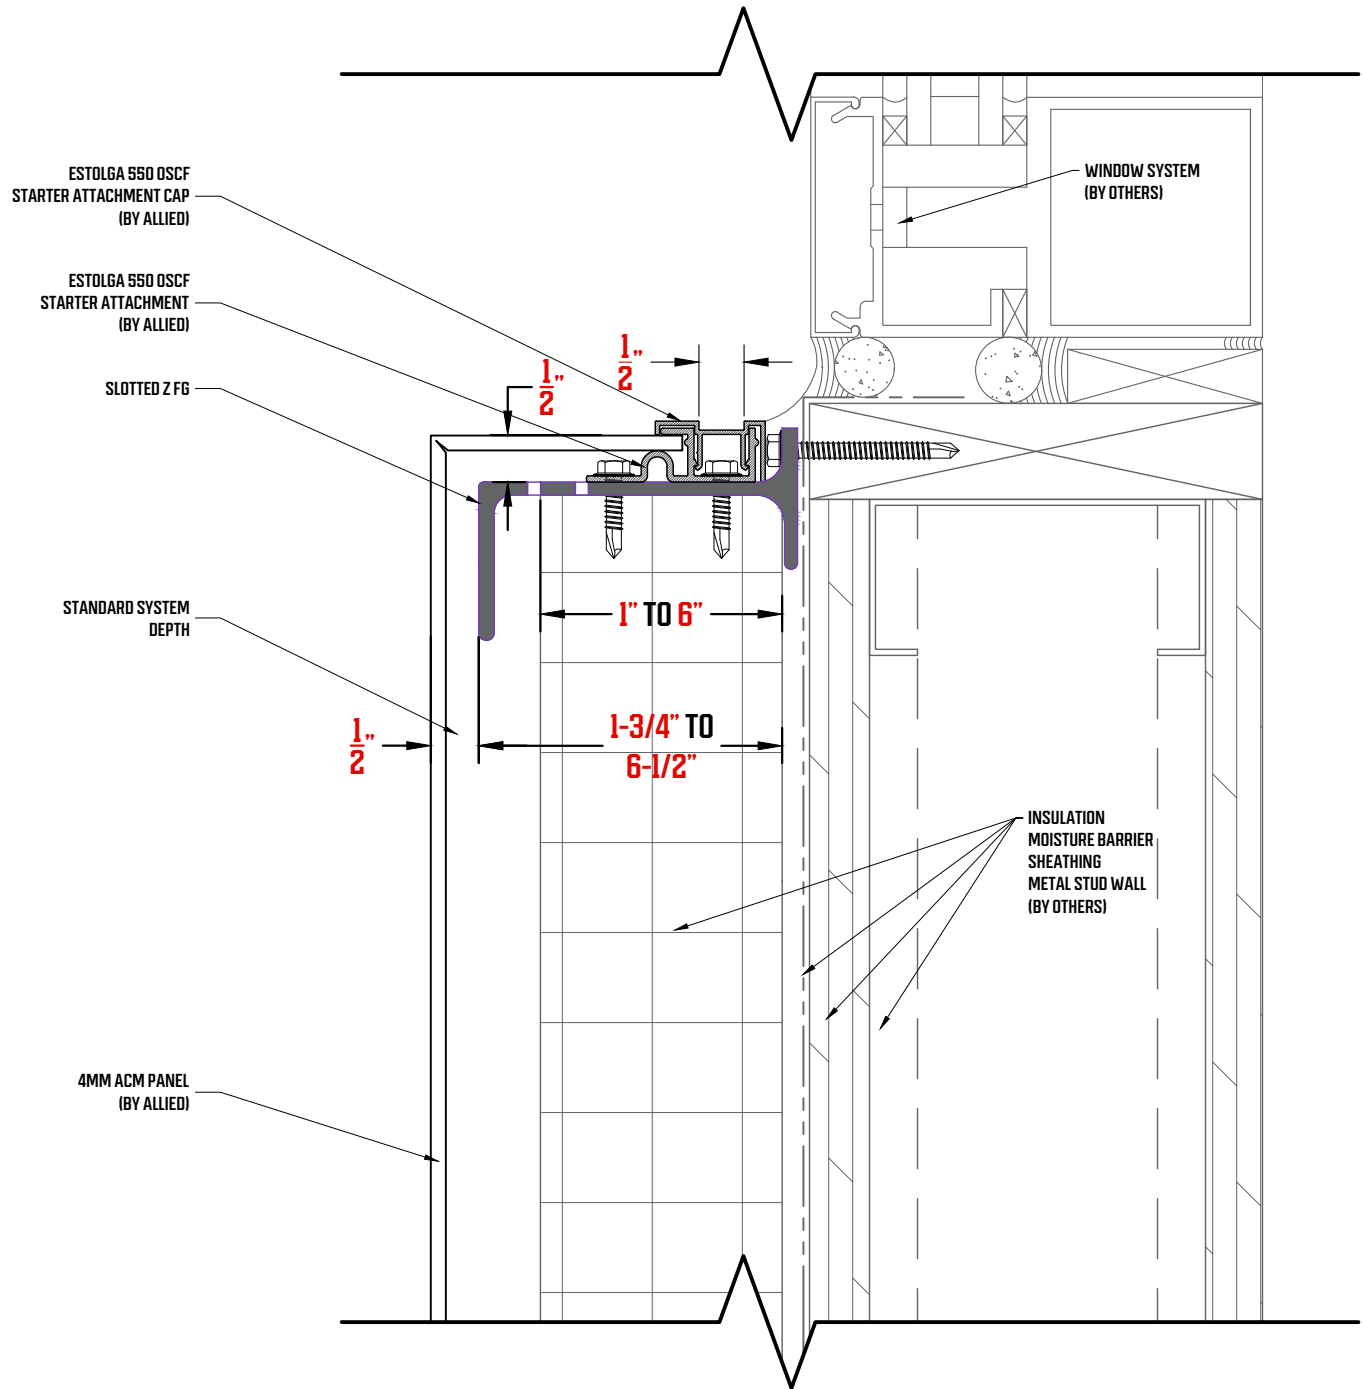 ESTOLGA 550 OSCF
STARTER ATTACHMENT CAP
(BY ALLIED)
WINDOW SYSTEM
(BY OTHERS)
ESTOLGA 550 OSCF
STARTER ATTACHMENT
(BY ALLIED)
1/2"
1/2"
SLOTTED Z FG
STANDARD SYSTEM
DEPTH
1" TO 6"
1/2"
1-3/4" TO
6-1/2"
INSULATION
MOISTURE BARRIER
SHEATHING
METAL STUD WALL
(BY OTHERS)
4MM ACM PANEL
(BY ALLIED)